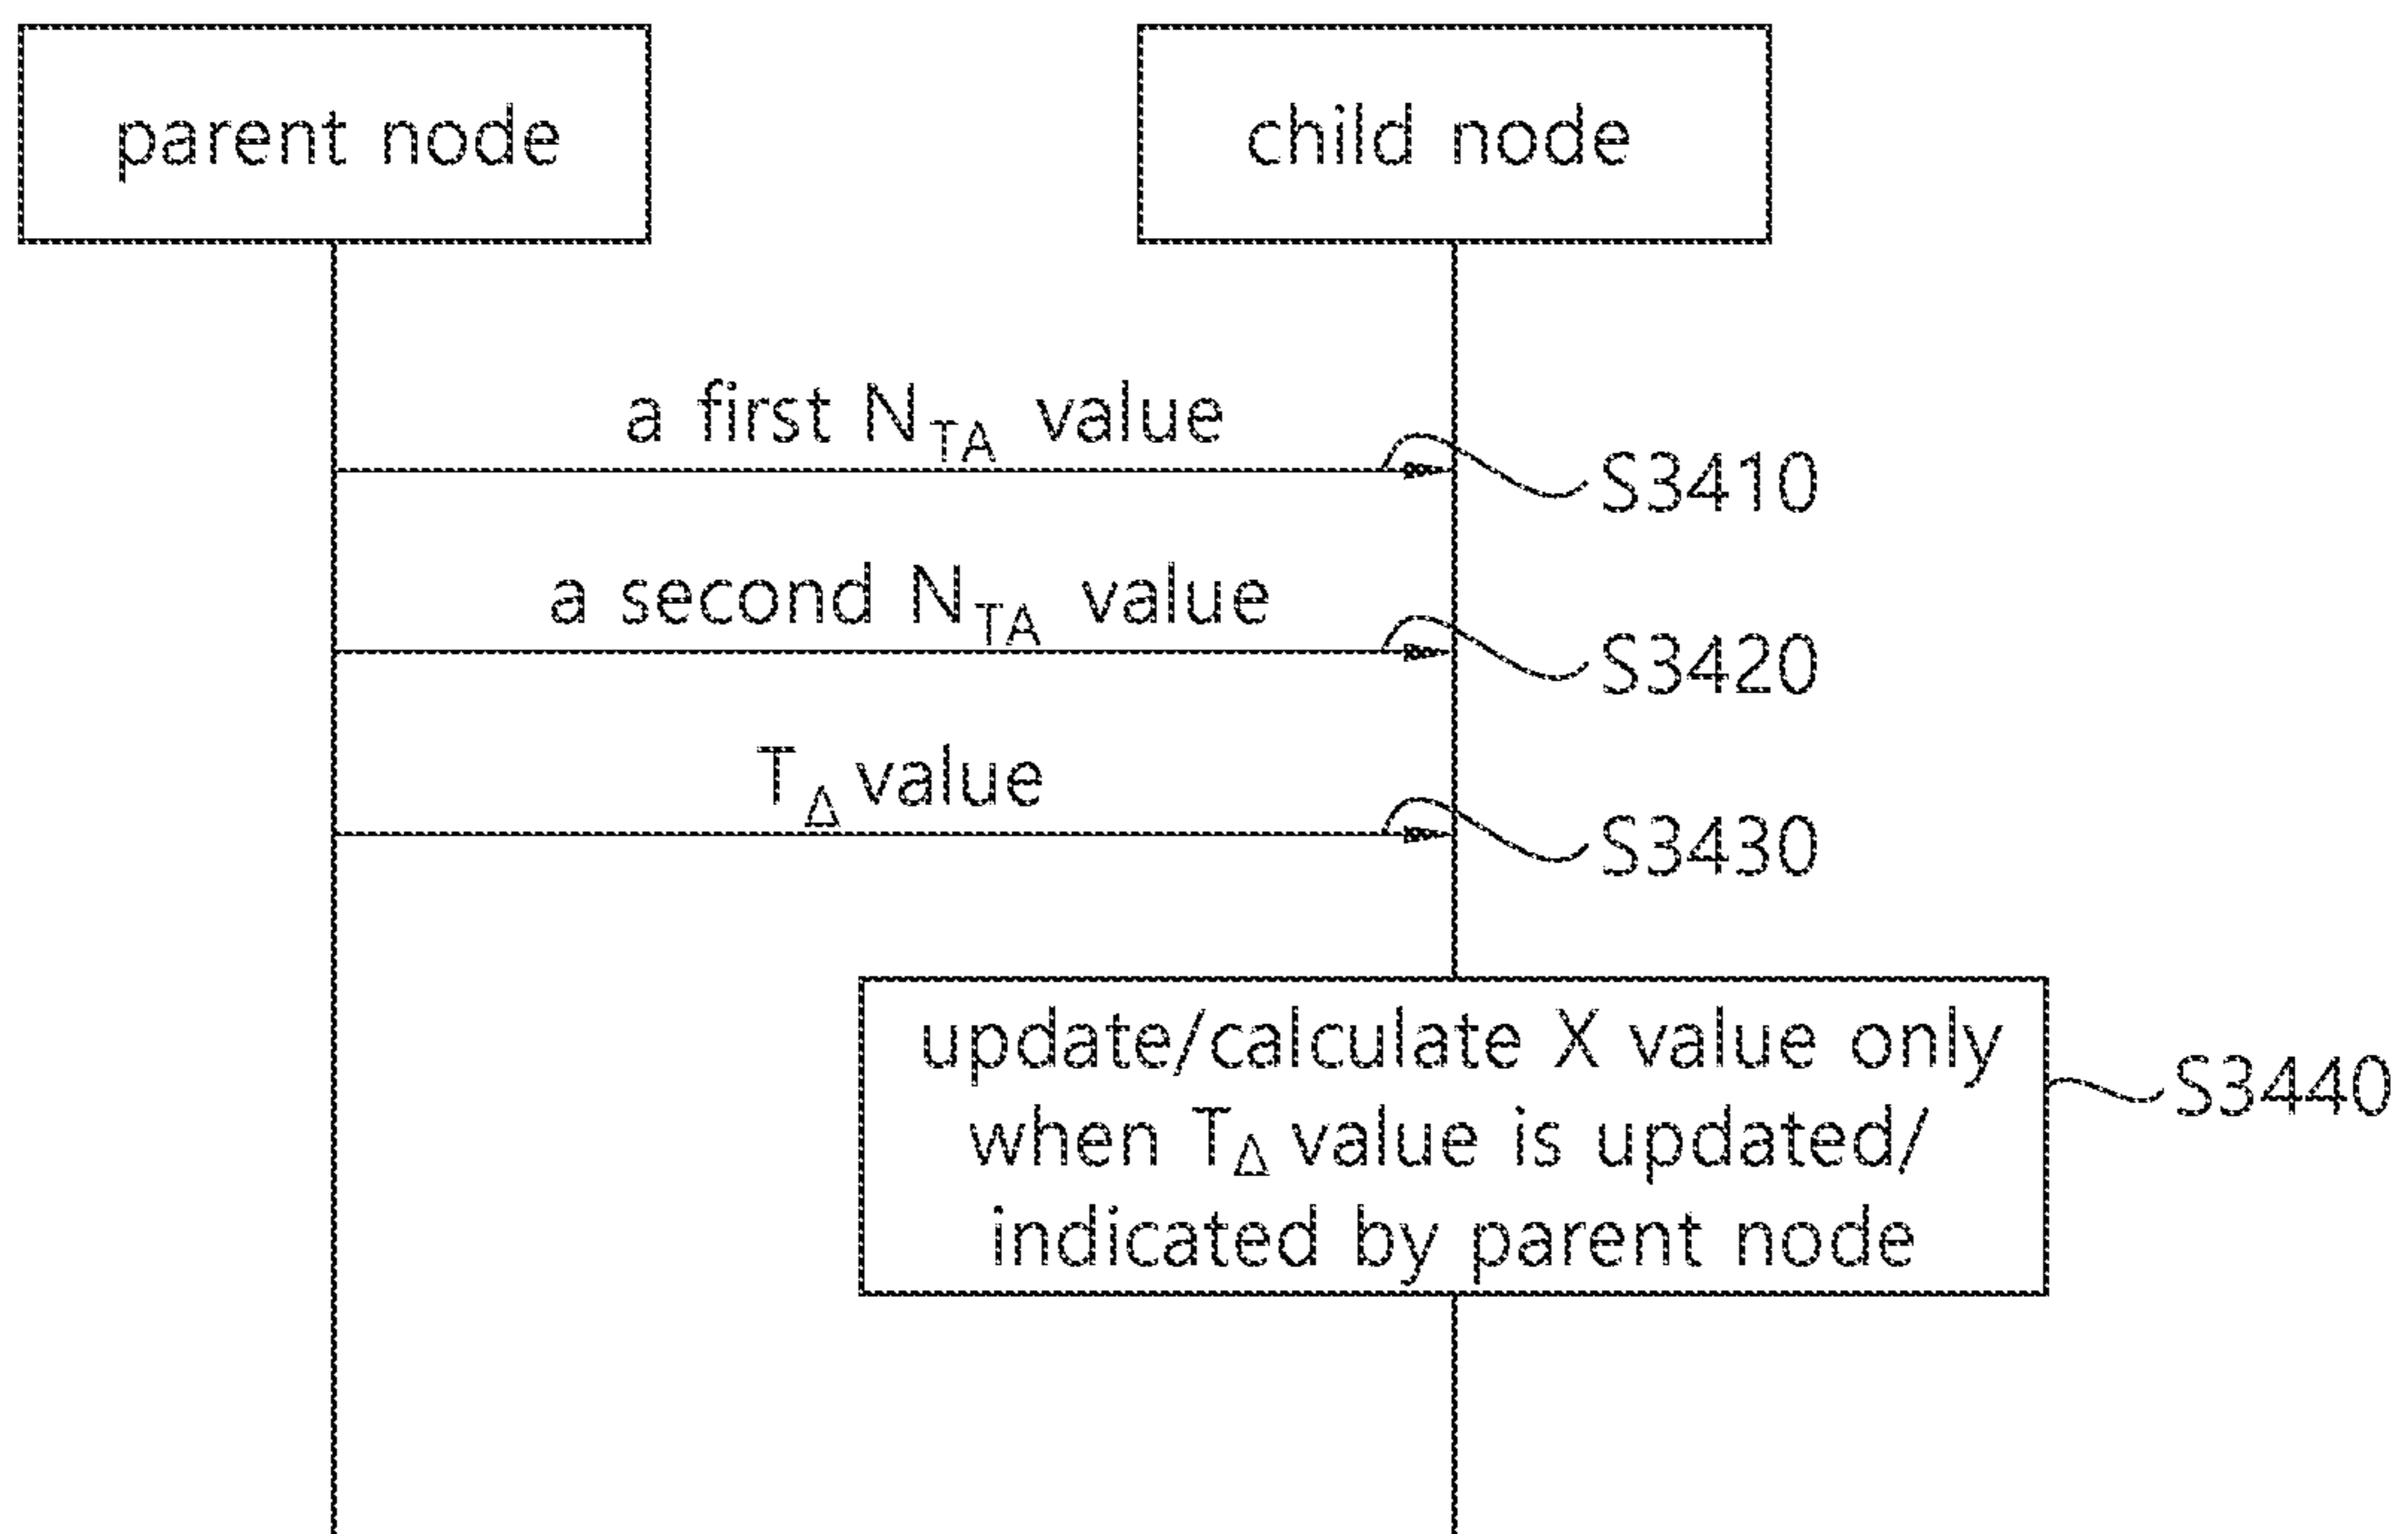 parent node
child node
a first N_TA value
S3410
a second N_TA value
S3420
T_Δ value
S3430
update/calculate X value only
when T_Δ value is updated/
indicated by parent node
S3440